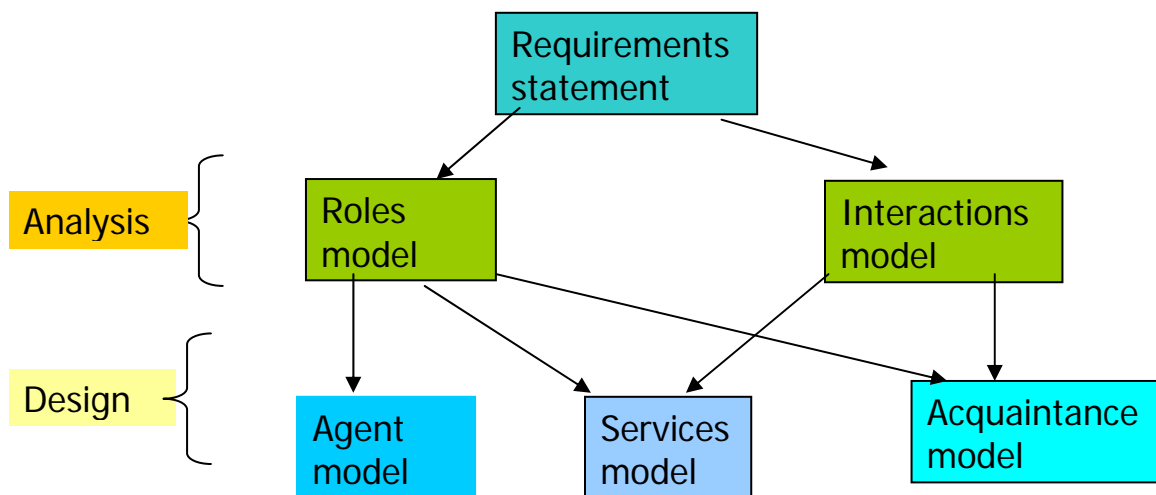 Requirements
statement
Analysis
Roles
model
Interactions
model
Design
Agent
model
Services
model
Acquaintance
model